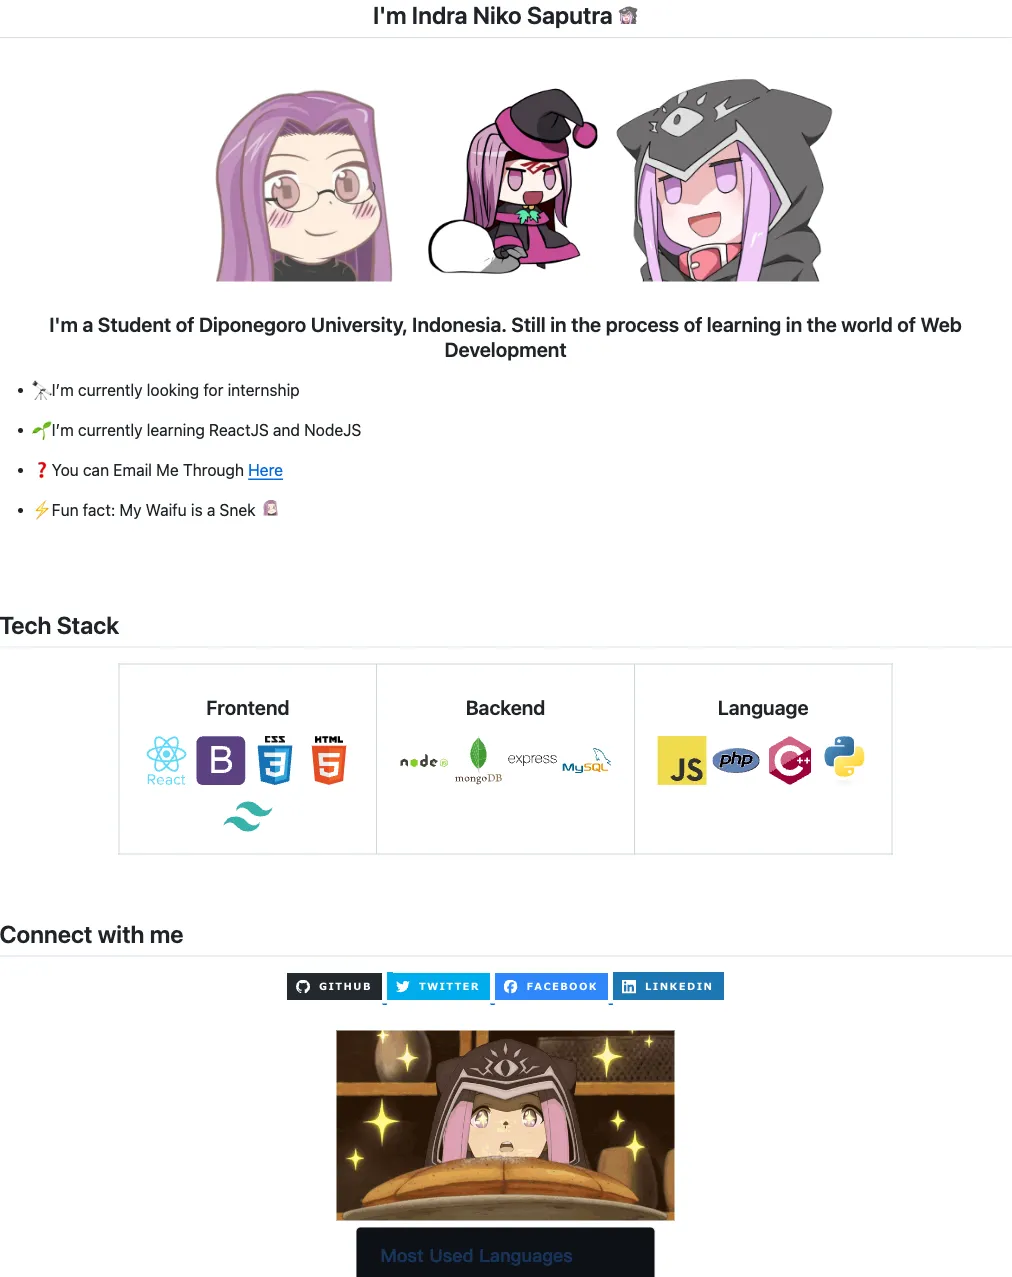 I'm Indra Niko Saputra
I'm a Student of Diponegoro University, Indonesia. Still in the process of learning in the world of Web
Development
I'm currently looking for internship
I'm currently learning ReactJS and NodeJS
❓You can Email Me Through Here
⚡Fun fact: My Waifu is a Snek
Tech Stack
Frontend
Backend
Language
React
B
CSS
3
HTML
5
node
mongoDB
express
MySQL
JS
php
C++
Connect with me
GITHUB
TWITTER
FACEBOOK
LINKEDIN
Most Used Languages